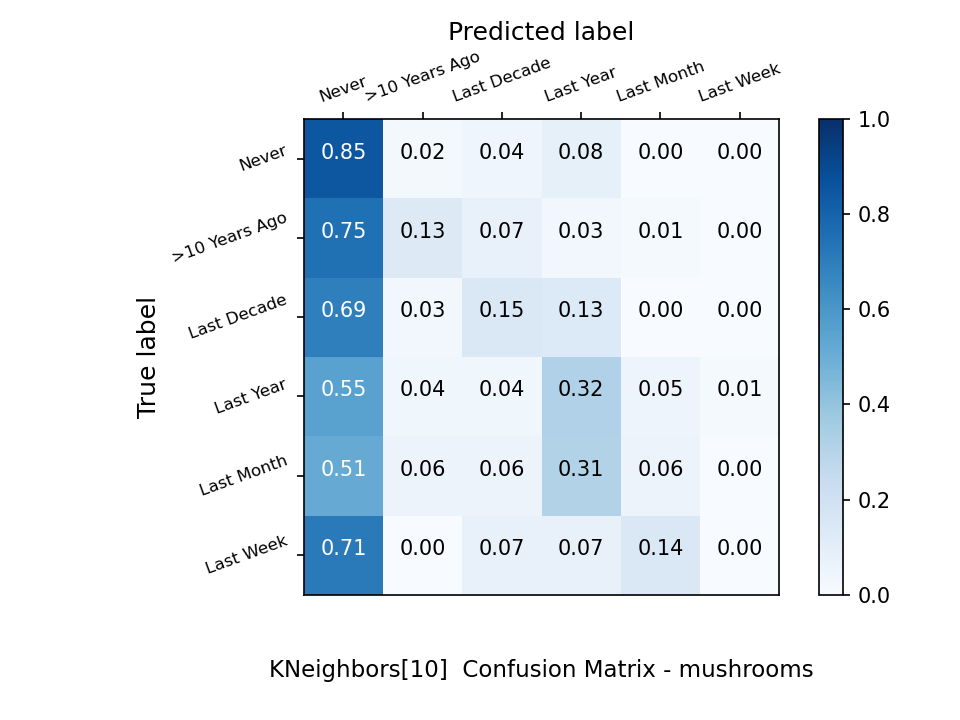 Predicted label
Never >10 Years Ago Last Decade Last Year Last Month Last Week
Never 0.85 0.02 0.04 0.08 0.00 0.00
>10 Years Ago 0.75 0.13 0.07 0.03 0.01 0.00
Last Decade 0.69 0.03 0.15 0.13 0.00 0.00
Last Year 0.55 0.04 0.04 0.32 0.05 0.01
Last Month 0.51 0.06 0.06 0.31 0.06 0.00
Last Week 0.71 0.00 0.07 0.07 0.14 0.00
True label
1.0
0.8
0.6
0.4
0.2
0.0
KNeighbors[10]  Confusion Matrix - mushrooms